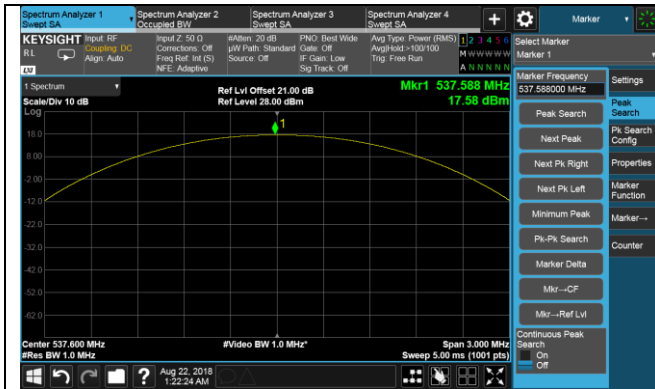 Spectrum Analyzer 1
Swept SA
Spectrum Analyzer 2
Occupied BW
Spectrum Analyzer 3
Swept SA
Spectrum Analyzer 4
Swept SA
+
Marker
KEYSIGHT
RL
LXI
Input: RF
Coupling: DC
Align: Auto
Input Z: 50 Ω
Corrections: Off
Freq Ref: Int (S)
NFE: Adaptive
#Atten: 20 dB
µW Path: Standard
Source: Off
PNO: Best Wide
Gate: Off
IF Gain: Low
Sig Track: Off
Avg Type: Power (RMS)
Avg|Hold:>100/100
Trig: Free Run
1 2 3 4 5 6
M W W W W W
A N N N N N
Select Marker
Marker 1
1 Spectrum
Scale/Div 10 dB
Log
Ref Lvl Offset 21.00 dB
Ref Level 28.00 dBm
Mkr1 537.588 MHz
17.58 dBm
1
18.0
8.00
-2.00
-12.0
-22.0
-32.0
-42.0
-52.0
-62.0
Center 537.600 MHz
#Res BW 1.0 MHz
#Video BW 1.0 MHz*
Span 3.000 MHz
Sweep 5.00 ms (1001 pts)
Marker Frequency
537.588000 MHz
Peak Search
Next Peak
Next Pk Right
Next Pk Left
Minimum Peak
Pk-Pk Search
Marker Delta
Mkr→CF
Mkr→Ref Lvl
Continuous Peak
Search
On
Off
Settings
Peak
Search
Pk Search
Config
Properties
Marker
Function
Marker→
Counter
?
Aug 22, 2018
1:22:24 AM